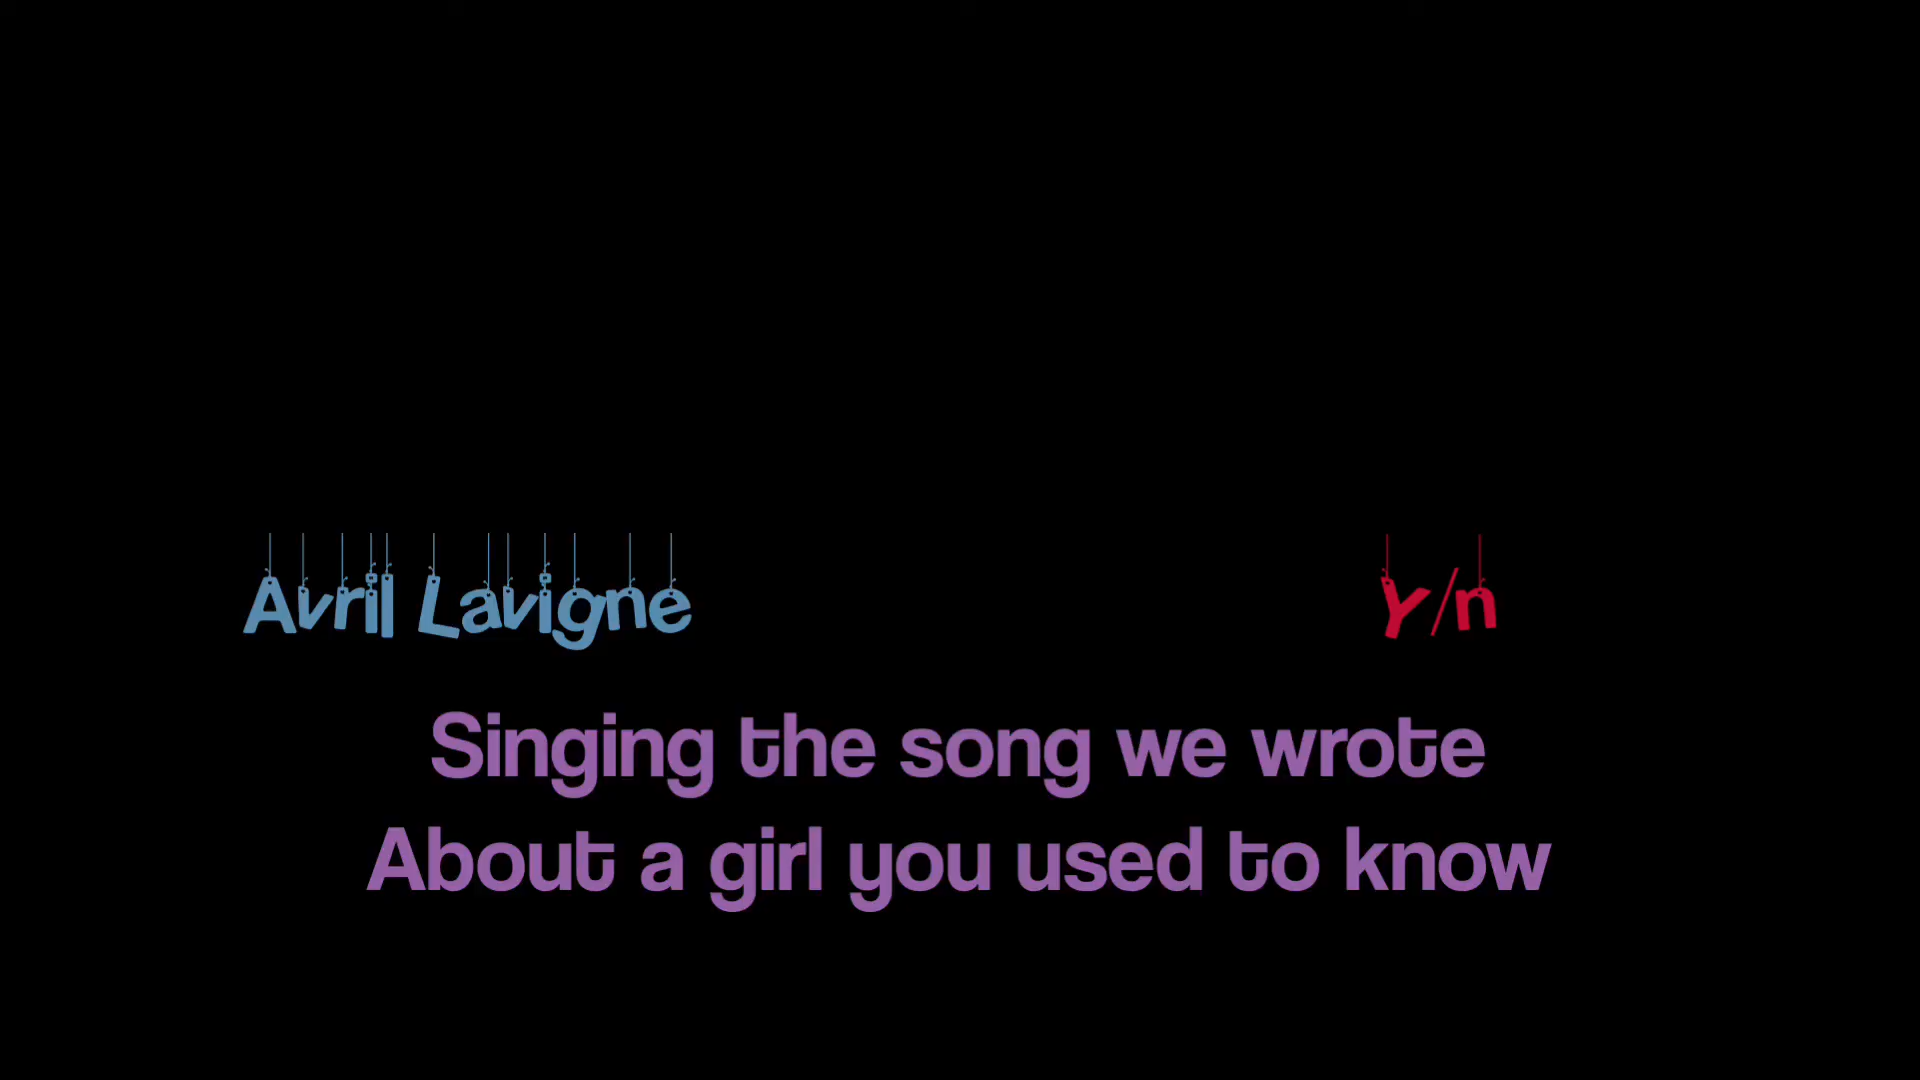 Avril Lavigne
Y/n
Singing the song we wrote
About a girl you used to know